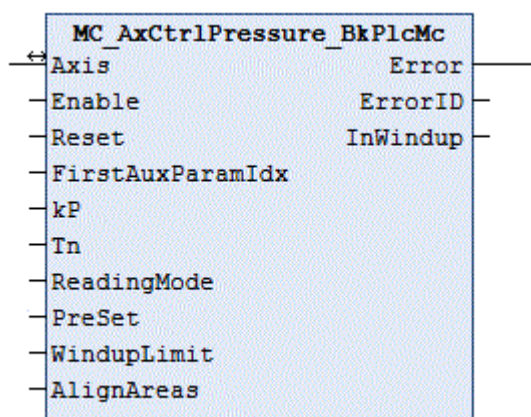 MC_AxCtrlPressure_BkPlcMc
Axis Error
Enable ErrorID
Reset InWindup
FirstAuxParamIdx
kP
Tn
ReadingMode
PreSet
WindupLimit
AlignAreas